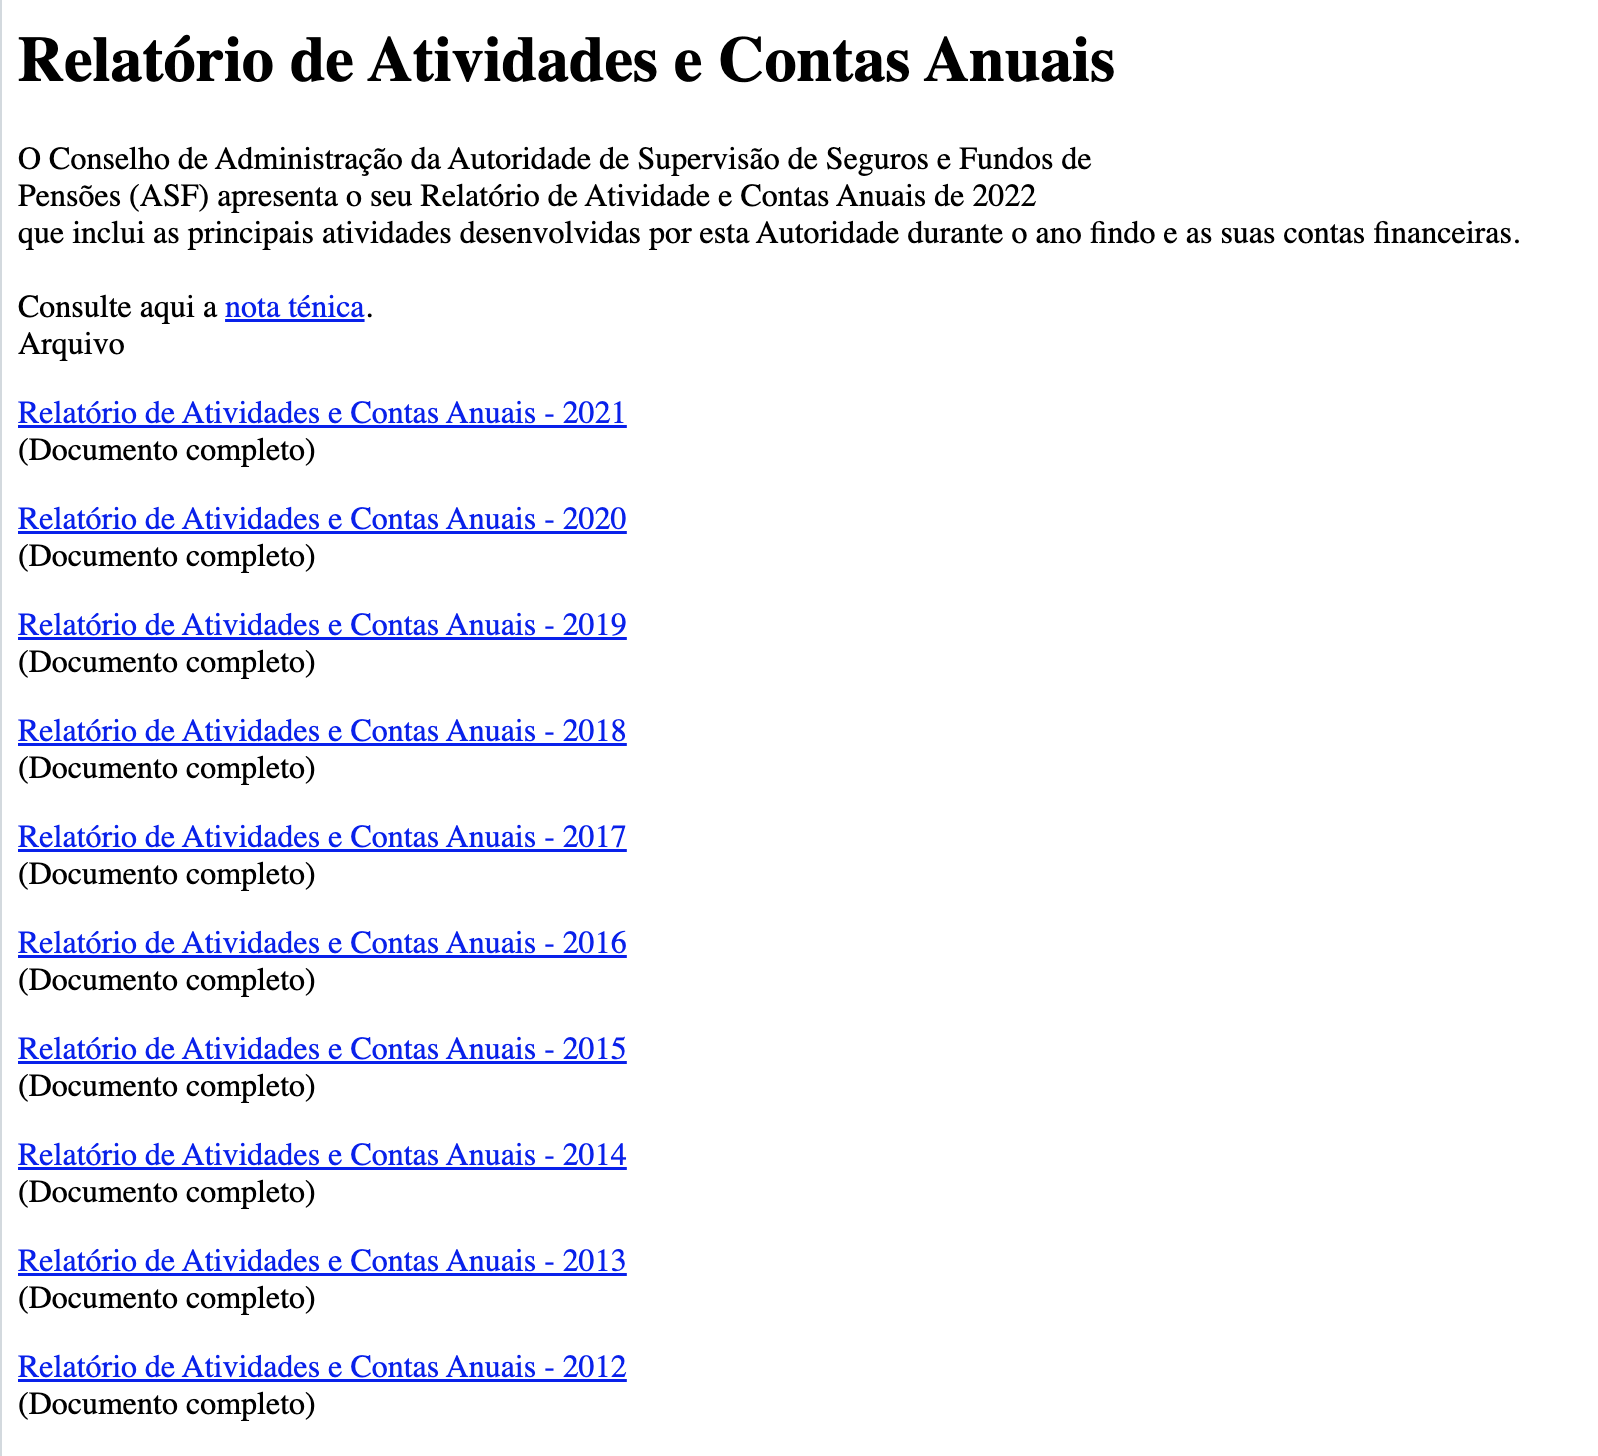 Relatório de Atividades e Contas Anuais
O Conselho de Administração da Autoridade de Supervisão de Seguros e Fundos de
Pensões (ASF) apresenta o seu Relatório de Atividade e Contas Anuais de 2022
que inclui as principais atividades desenvolvidas por esta Autoridade durante o ano findo e as suas contas financeiras.
Consulte aqui a nota ténica.
Arquivo
Relatório de Atividades e Contas Anuais - 2021
(Documento completo)
Relatório de Atividades e Contas Anuais - 2020
(Documento completo)
Relatório de Atividades e Contas Anuais - 2019
(Documento completo)
Relatório de Atividades e Contas Anuais - 2018
(Documento completo)
Relatório de Atividades e Contas Anuais - 2017
(Documento completo)
Relatório de Atividades e Contas Anuais - 2016
(Documento completo)
Relatório de Atividades e Contas Anuais - 2015
(Documento completo)
Relatório de Atividades e Contas Anuais - 2014
(Documento completo)
Relatório de Atividades e Contas Anuais - 2013
(Documento completo)
Relatório de Atividades e Contas Anuais - 2012
(Documento completo)